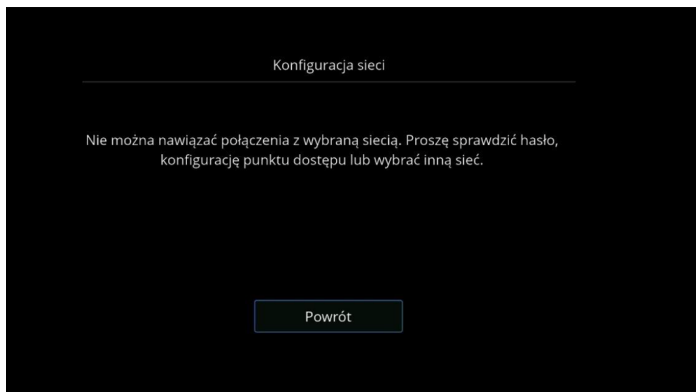 Konfiguracja sieci
Nie można nawiązać połączenia z wybraną siecią. Proszę sprawdzić hasło,
konfigurację punktu dostępu lub wybrać inną sieć.
Powrót